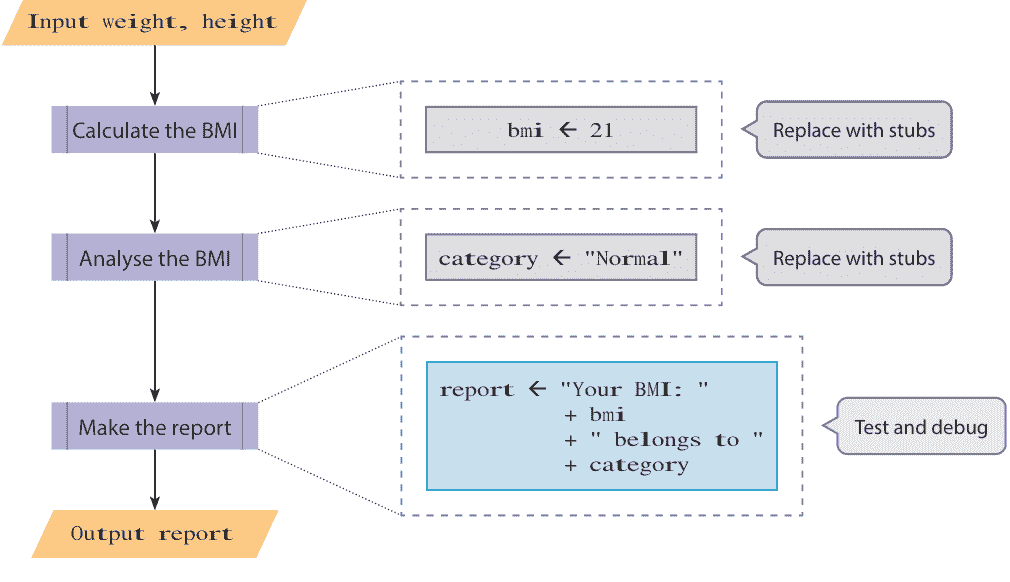 Input weight, height
Calculate the BMI
bmi ← 21
Replace with stubs
Analyse the BMI
category ← "Normal"
Replace with stubs
Make the report
report ← "Your BMI: "
+ bmi
+ " belongs to "
+ category
Test and debug
Output report